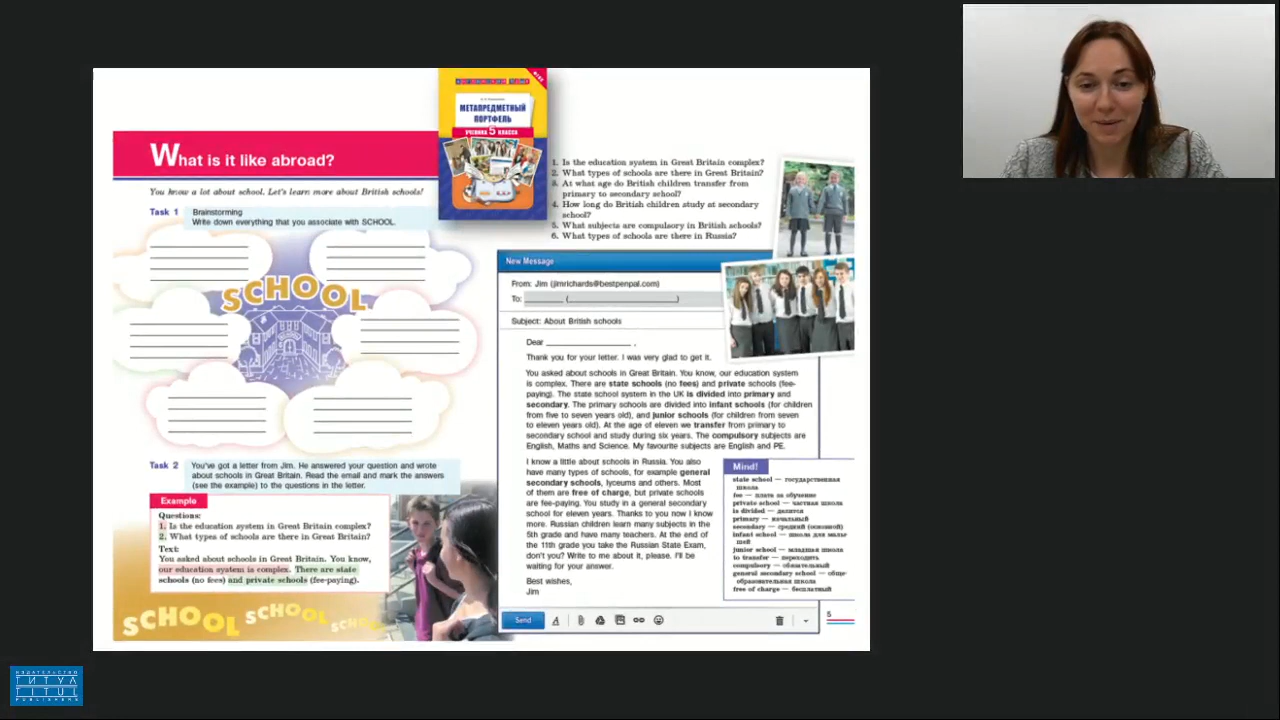 МЕТАПРЕДМЕТНЫЙ
ПОРТФЕЛЬ
УЧЕНИКА 5 КЛАССА
What is it like abroad?
You know a lot about school. Let's learn more about British schools!
Task 1 Brainstorming
Write down everything that you associate with SCHOOL.
SCHOOL
Task 2 You've got a letter from Jim. He answered your question and wrote
about schools in Great Britain. Read the email and mark the answers
(see the example) to the questions in the letter.
Example
Questions:
1. Is the education system in Great Britain complex?
2. What types of schools are there in Great Britain?
Text:
You asked about schools in Great Britain. You know,
our education system is complex. There are state
schools (no fees) and private schools (fee-paying).
SCHOOL SCHOOL SCHOOL
1. Is the education system in Great Britain complex?
2. What types of schools are there in Great Britain?
3. At what age do British children transfer from
primary to secondary school?
4. How long do British children study at secondary
school?
5. What subjects are compulsory in British schools?
6. What types of schools are there in Russia?
New Message
From: Jim (jimrichards@bestpenpal.com)
To: ________ (______________________)
Subject: About British schools
Dear ________________ ,
Thank you for your letter. I was very glad to get it.
You asked about schools in Great Britain. You know, our education system
is complex. There are state schools (no fees) and private schools (fee-
paying). The state school system in the UK is divided into primary and
secondary. The primary schools are divided into infant schools (for children
from five to seven years old), and junior schools (for children from seven
to eleven years old). At the age of eleven we transfer from primary to
secondary school and study during six years. The compulsory subjects are
English, Maths and Science. My favourite subjects are English and PE.
I know a little about schools in Russia. You also
have many types of schools, for example general
secondary schools, lyceums and others. Most
of them are free of charge, but private schools
are fee-paying. You study in a general secondary
school for eleven years. Thanks to you now I know
more. Russian children learn many subjects in the
5th grade and have many teachers. At the end of
the 11th grade you take the Russian State Exam,
don't you? Write to me about it, please. I'll be
waiting for your answer.
Best wishes,
Jim
Send
Mind!
state school — государственная
школа
fee — плата за обучение
private school — частная школа
is divided — делится
primary — начальный
secondary — средний (основной)
infant school — школа для малы-
шей
junior school — младшая школа
to transfer — переходить
compulsory — обязательный
general secondary school — обще-
образовательная школа
free of charge — бесплатный
5
ИЗДАТЕЛЬСТВО
ТИТУЛ
TITUL
PUBLISHERS